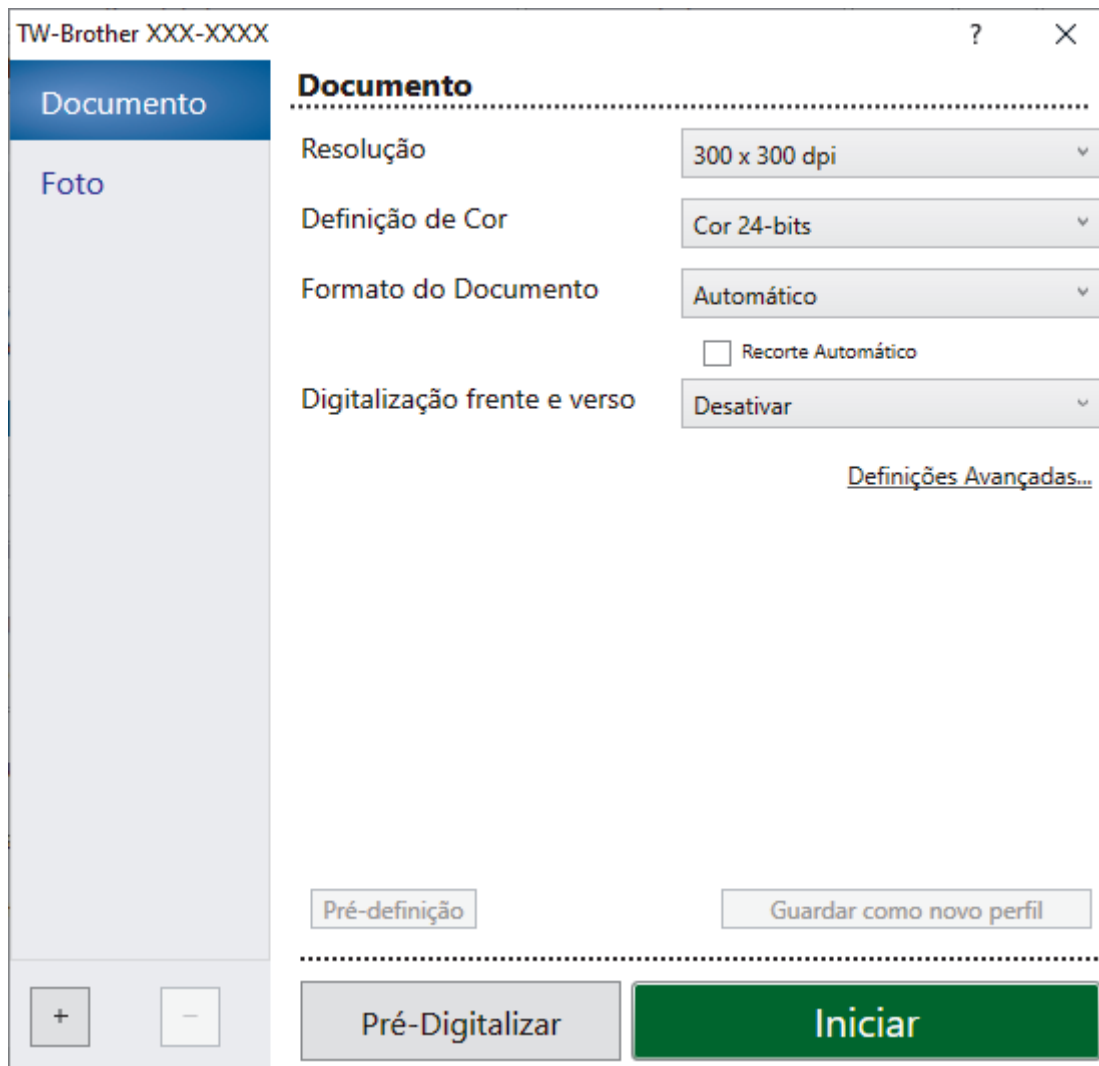 TW-Brother XXX-XXXX ? ×
Documento
Foto
Documento
Resolução 300 x 300 dpi
Definição de Cor Cor 24-bits
Formato do Documento Automático
Recorte Automático
Digitalização frente e verso Desativar
Definições Avançadas...
Pré-definição Guardar como novo perfil
+ − Pré-Digitalizar Iniciar